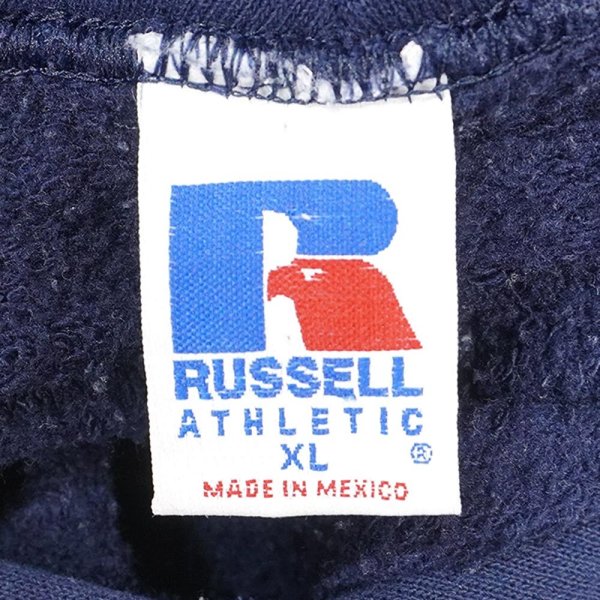 R
RUSSELL
ATHLETIC
XL ®
MADE IN MEXICO